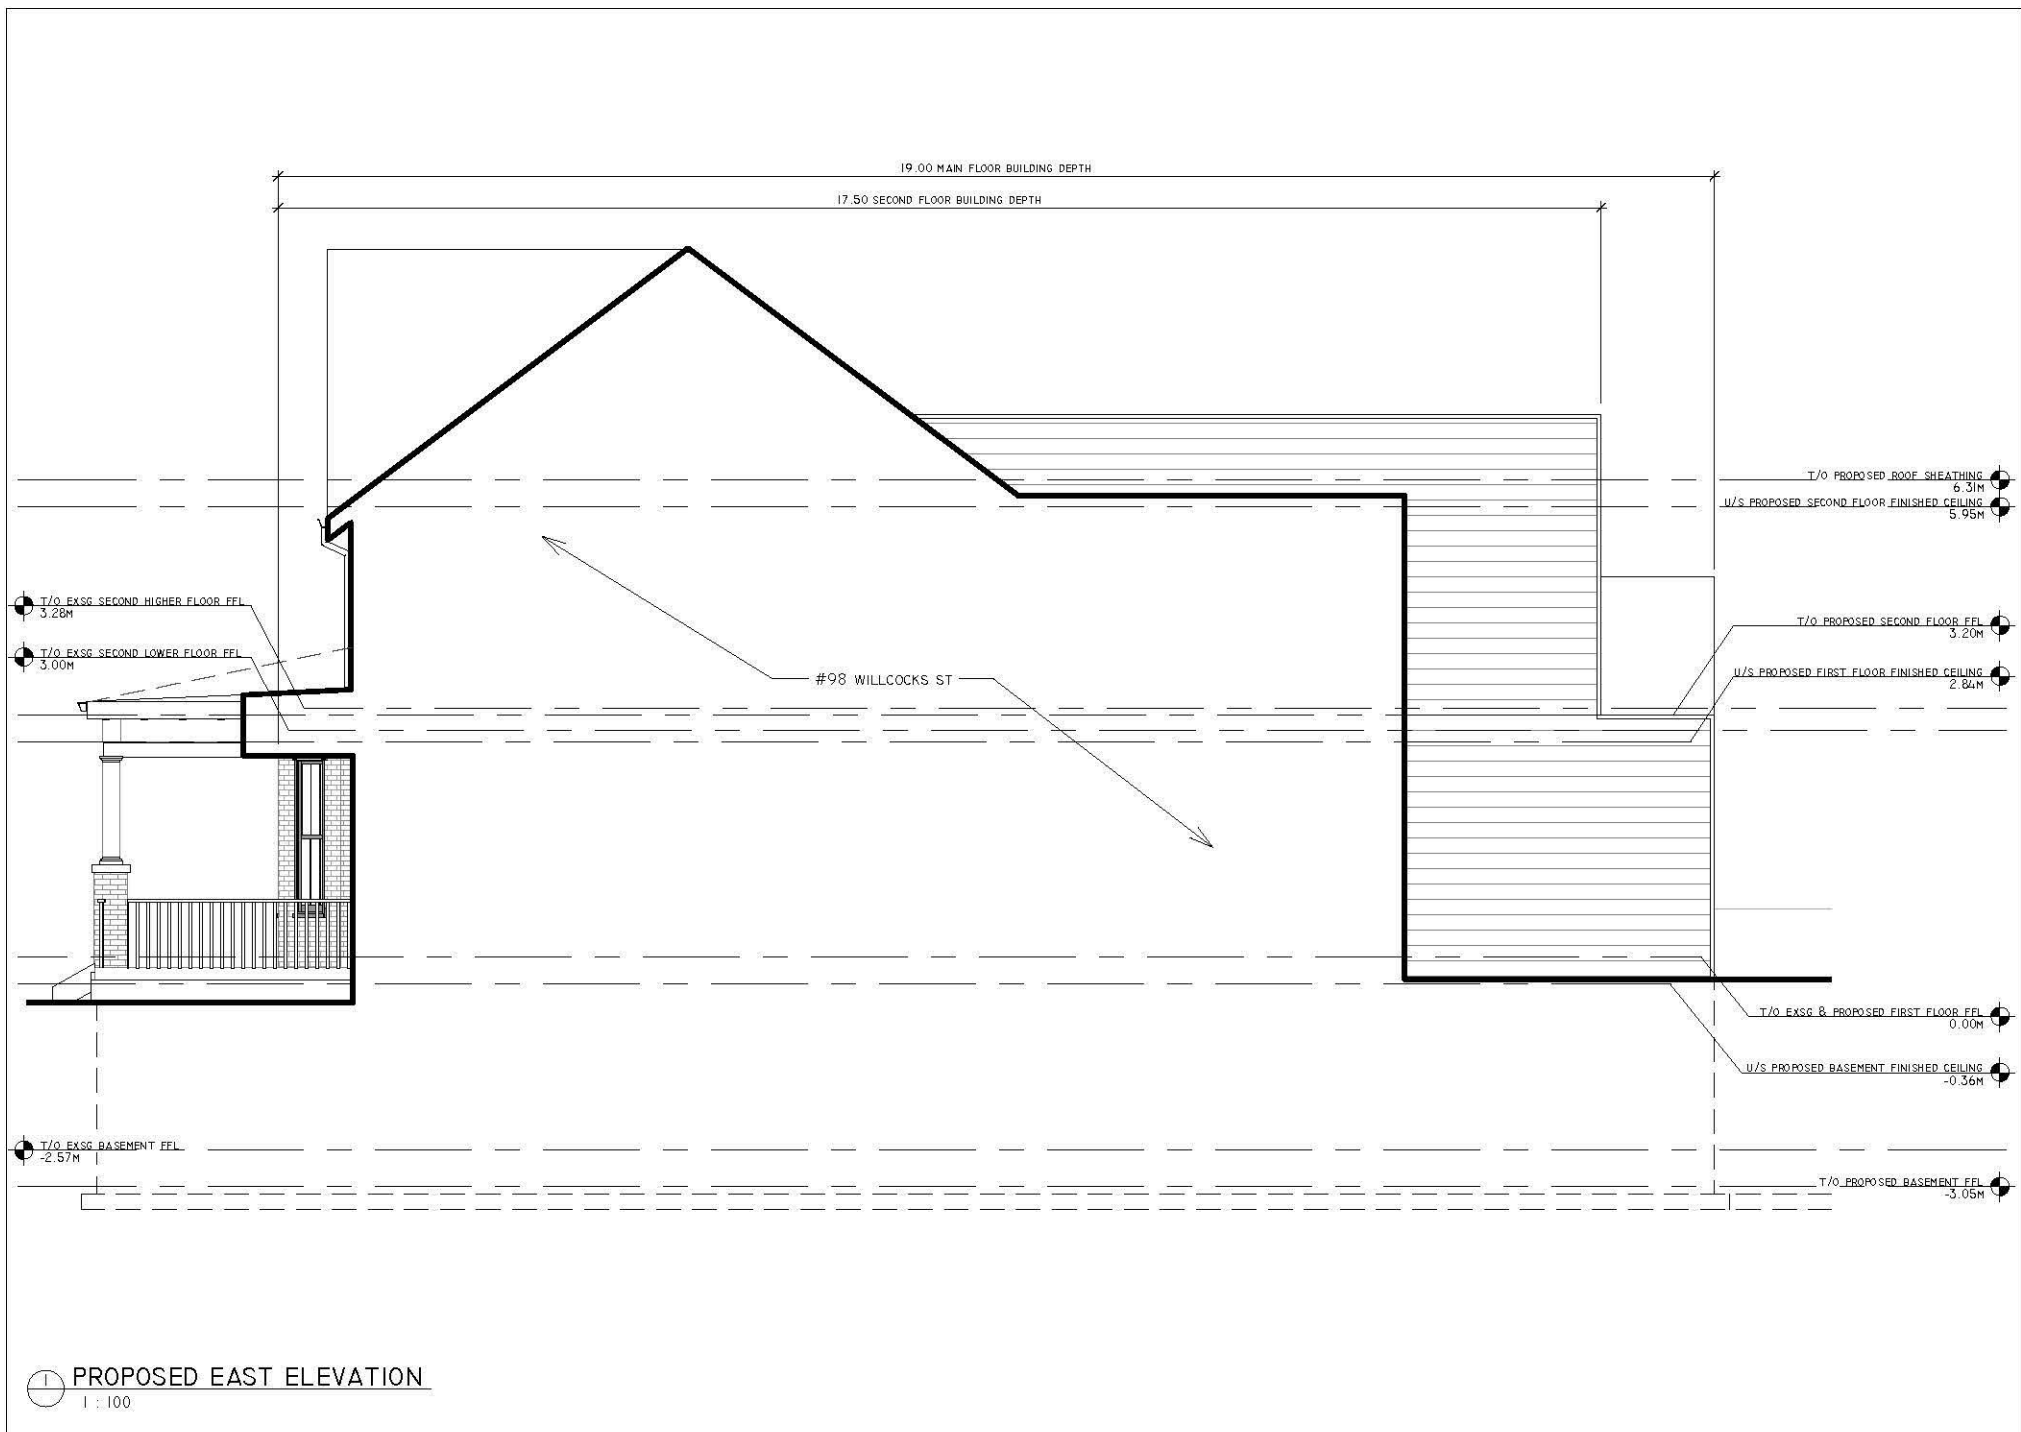 19.00 MAIN FLOOR BUILDING DEPTH
17.50 SECOND FLOOR BUILDING DEPTH
T/O PROPOSED ROOF SHEATHING
6.31M
U/S PROPOSED SECOND FLOOR FINISHED CEILING
5.95M
T/O EXSG SECOND HIGHER FLOOR FFL
3.28M
T/O PROPOSED SECOND FLOOR FFL
3.20M
T/O EXSG SECOND LOWER FLOOR FFL
3.00M
U/S PROPOSED FIRST FLOOR FINISHED CEILING
2.84M
#98 WILLCOCKS ST
T/O EXSG & PROPOSED FIRST FLOOR FFL
0.00M
U/S PROPOSED BASEMENT FINISHED CEILING
-0.36M
T/O EXSG BASEMENT FFL
-2.57M
T/O PROPOSED BASEMENT FFL
-3.05M
1 PROPOSED EAST ELEVATION
1 : 100